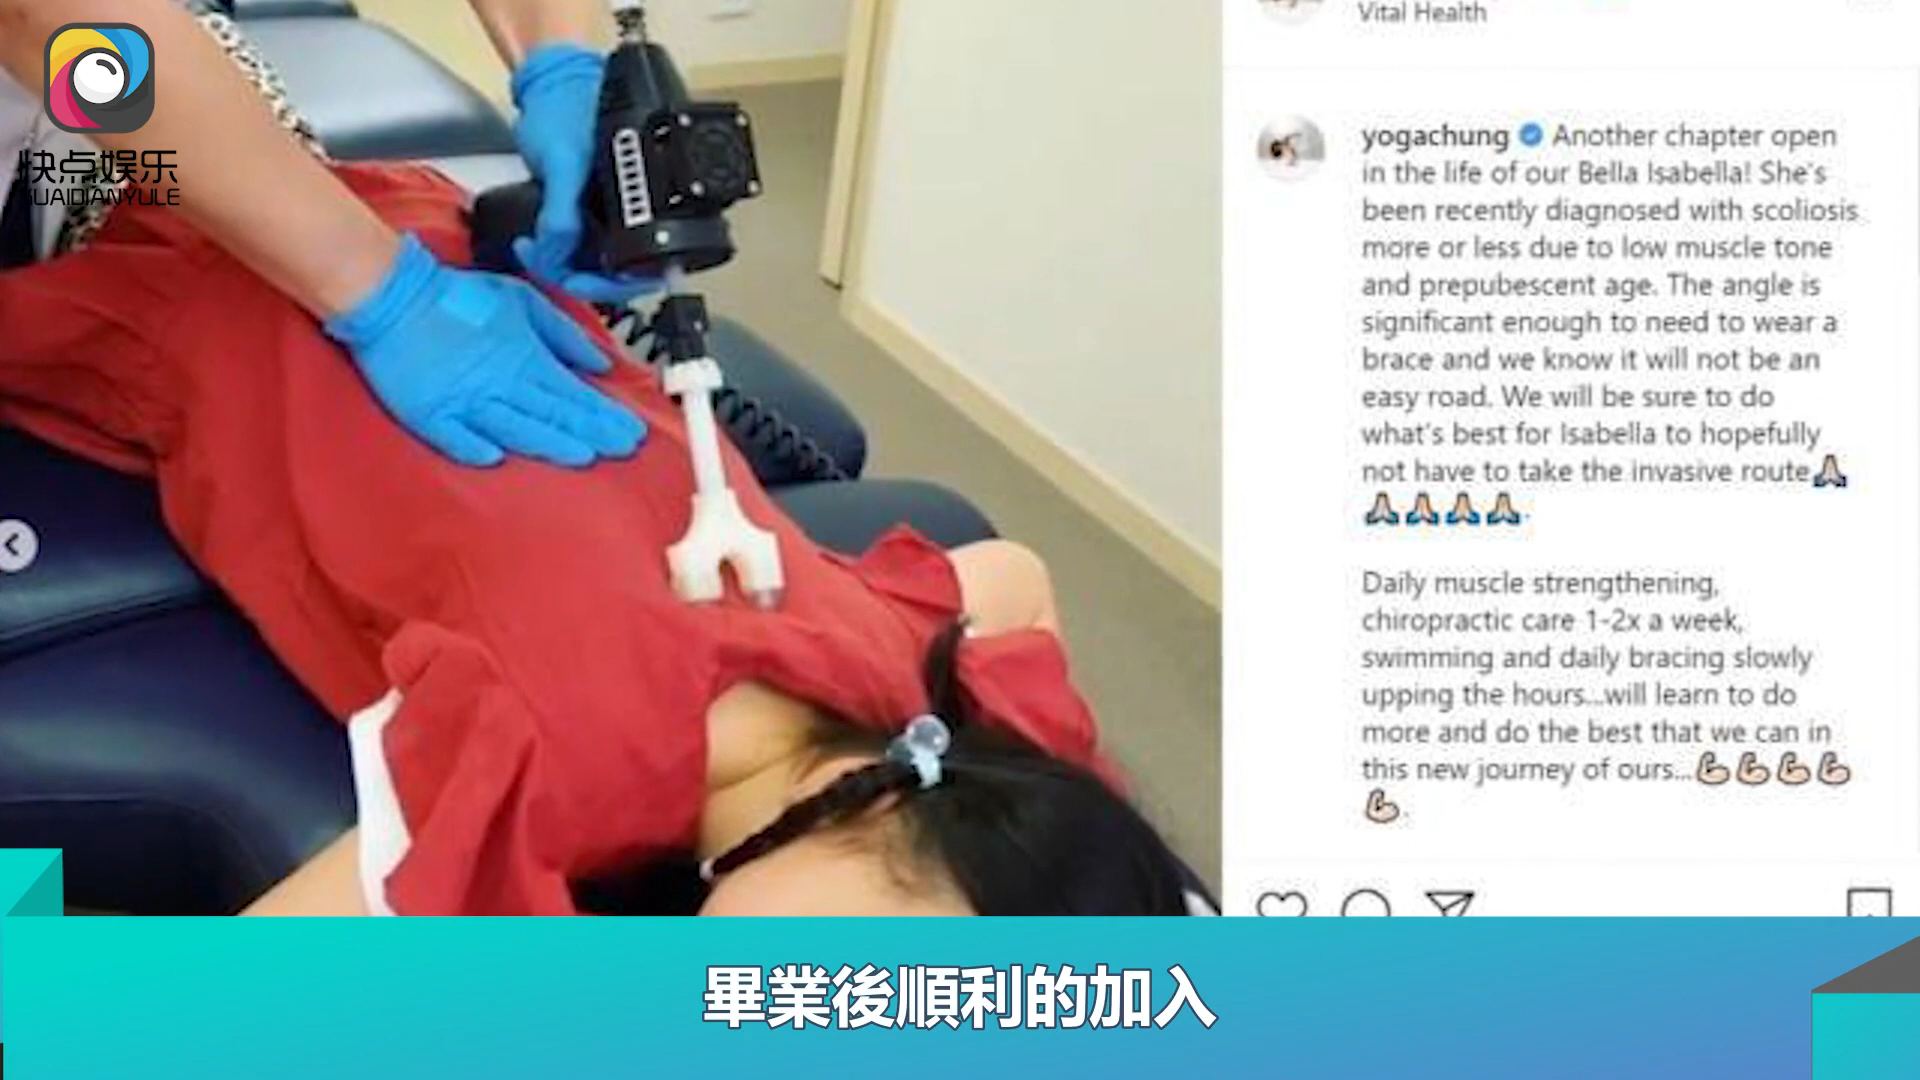 快点娱乐
KUAIDIANYULE
Vital Health
yogachung Another chapter open
in the life of our Bella Isabella! She's
been recently diagnosed with scoliosis
more or less due to low muscle tone
and prepubescent age. The angle is
significant enough to need to wear a
brace and we know it will not be an
easy road. We will be sure to do
what's best for Isabella to hopefully
not have to take the invasive route🙏🏻
🙏🏻🙏🏻🙏🏻🙏🏻.
Daily muscle strengthening,
chiropractic care 1-2x a week,
swimming and daily bracing slowly
upping the hours...will learn to do
more and do the best that we can in
this new journey of ours...💪🏻💪🏻💪🏻💪🏻
💪🏻.
畢業後順利的加入